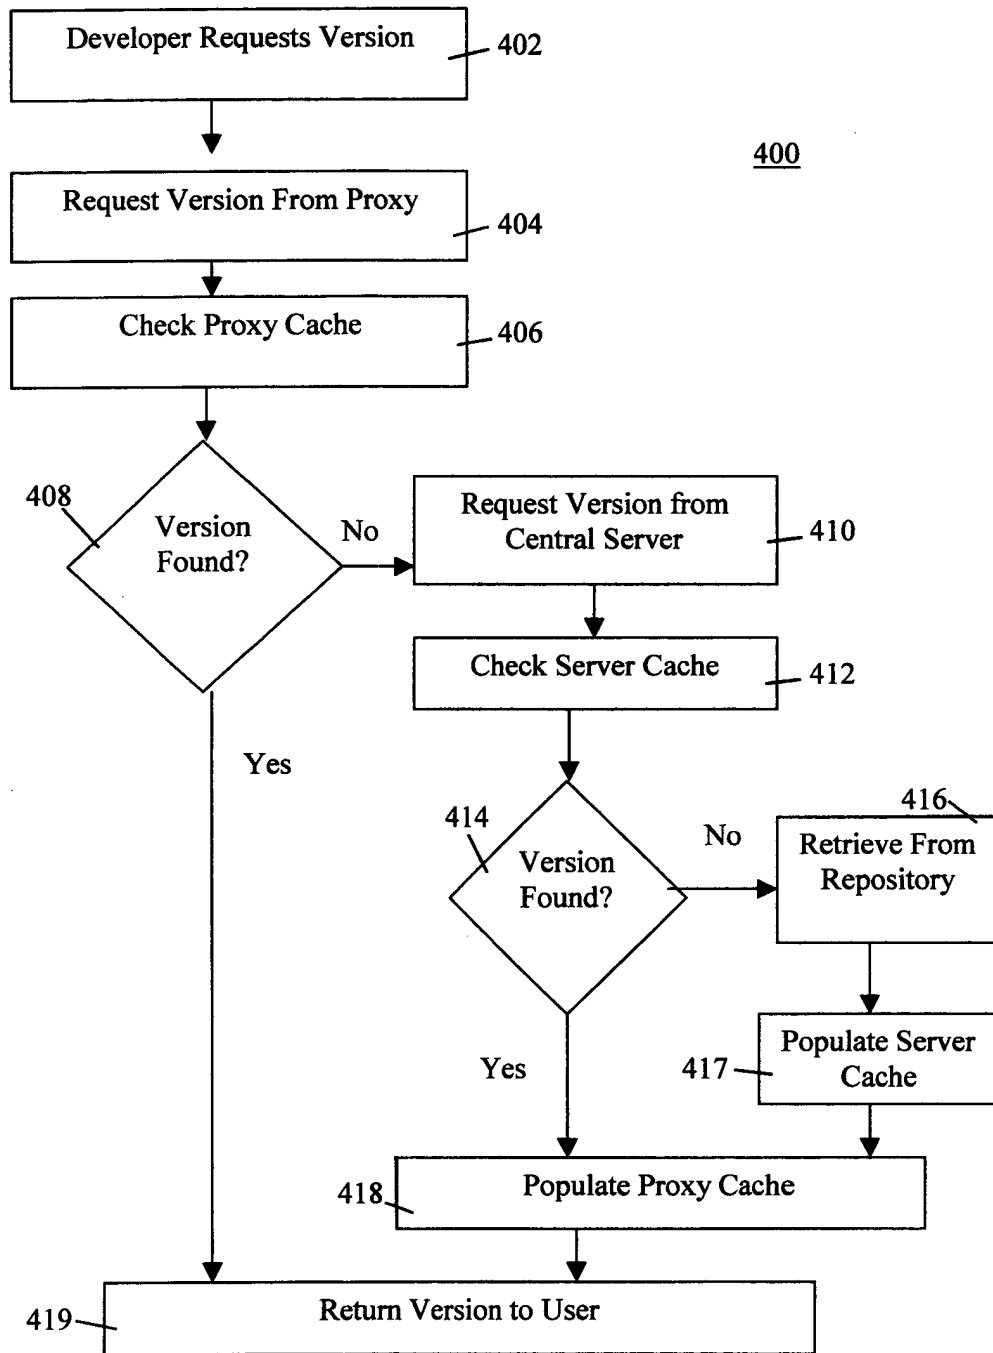 Developer Requests Version
402
400
Request Version From Proxy
404
Check Proxy Cache
406
408
Version
Found?
No
Request Version from
Central Server
410
Check Server Cache
412
Yes
414
Version
Found?
No
416
Retrieve From
Repository
Yes
417
Populate Server
Cache
418
Populate Proxy Cache
419
Return Version to User